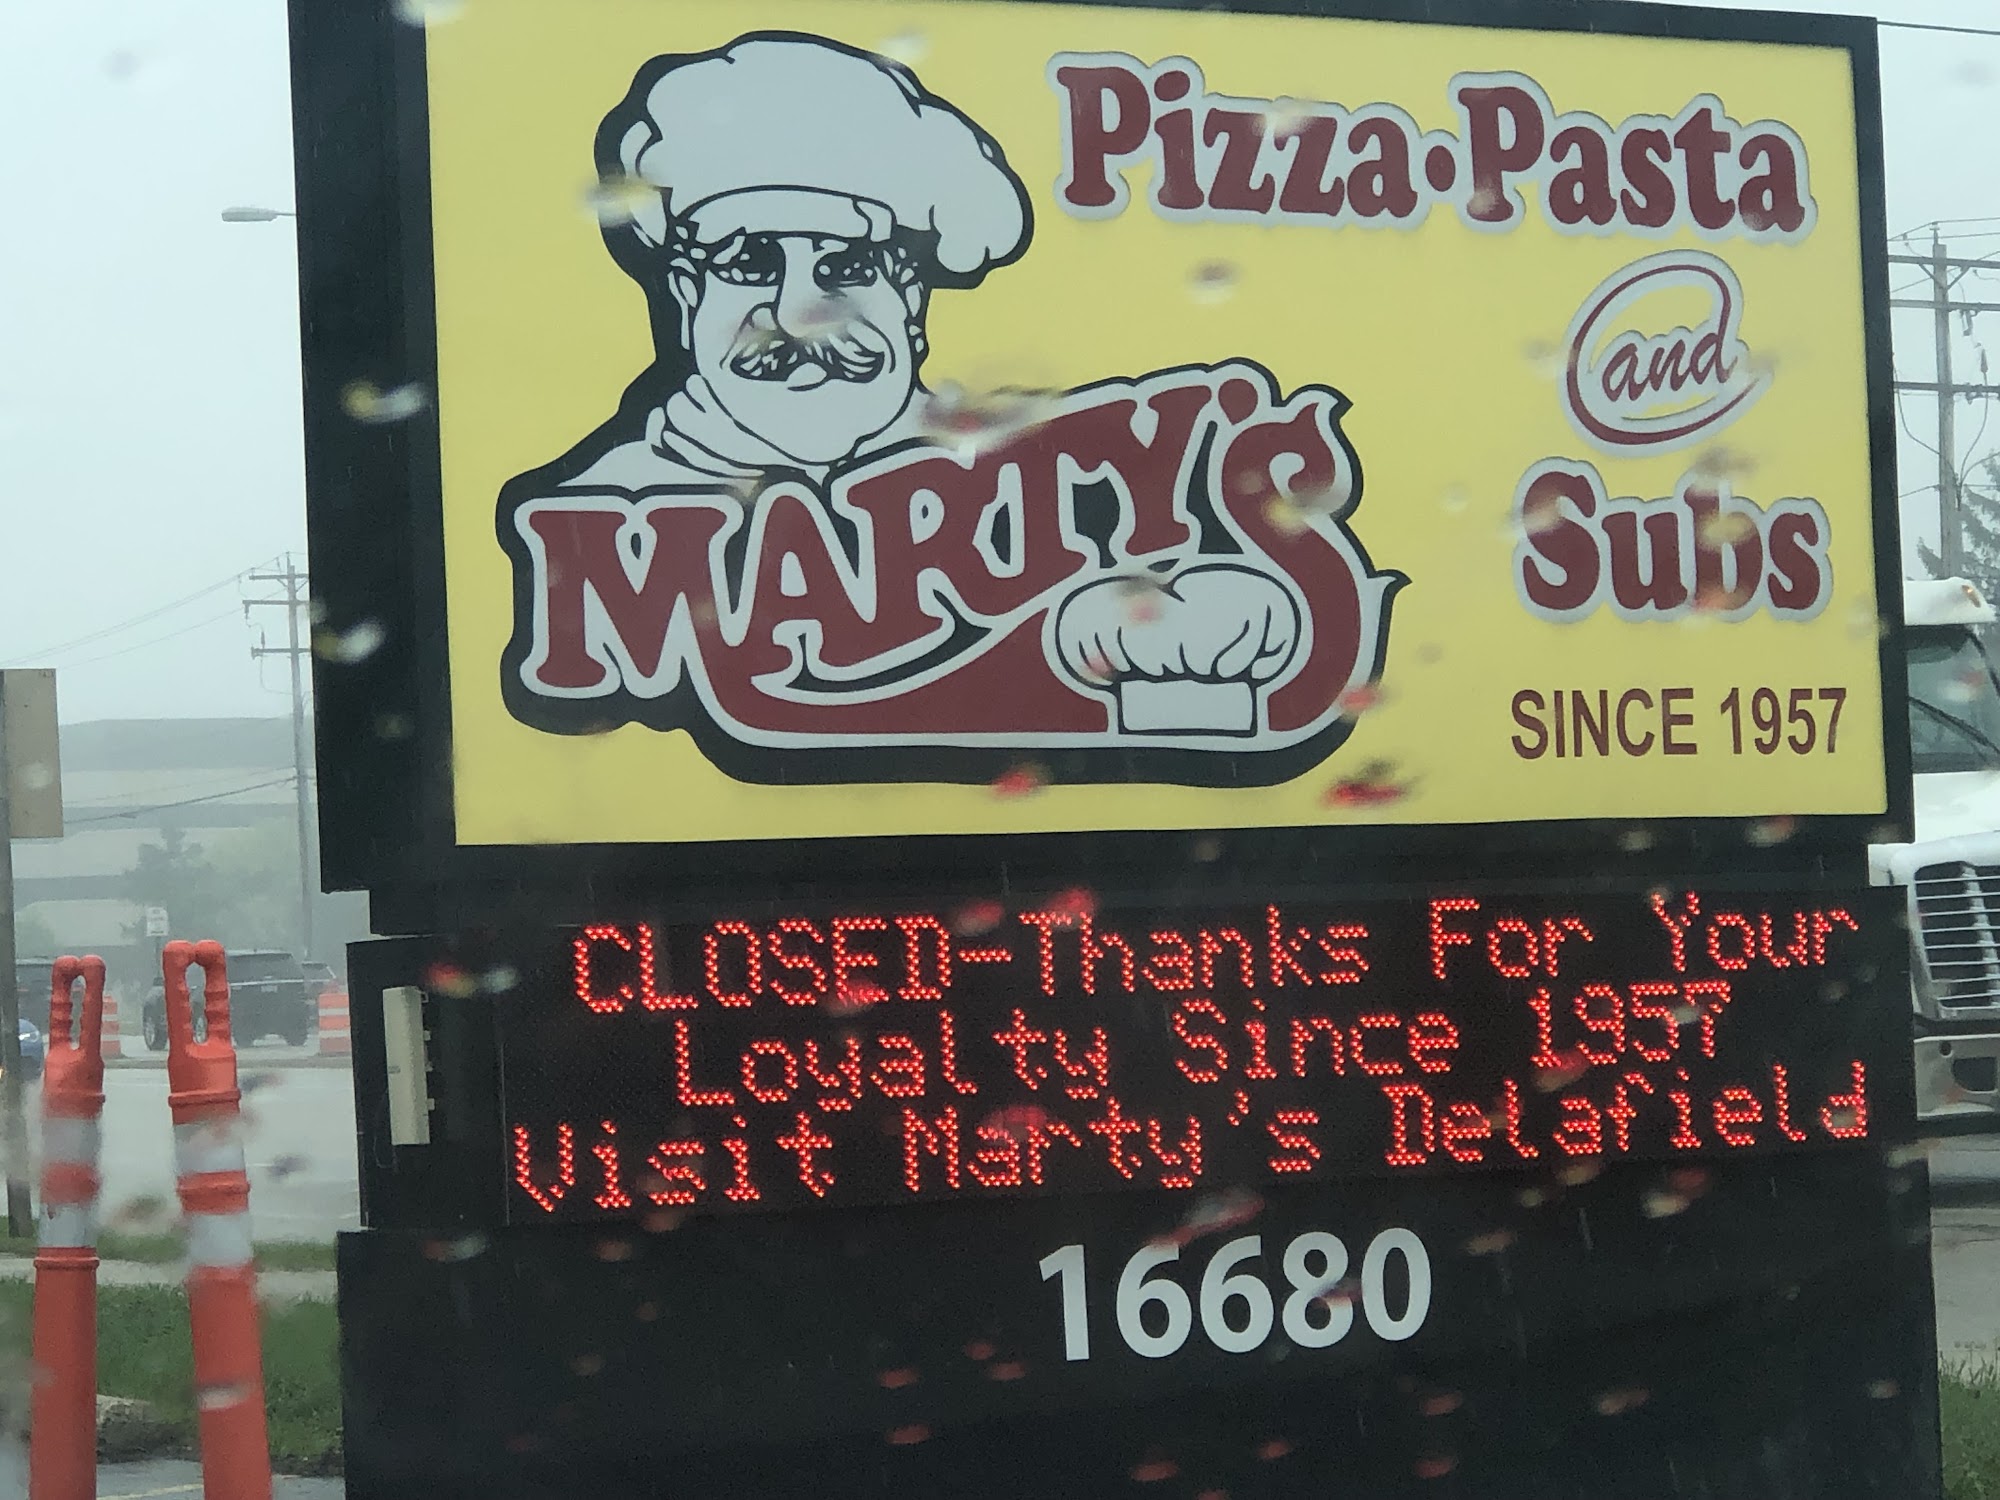 Pizza•Pasta
and
Subs
MARTY'S
SINCE 1957
CLOSED-Thanks For Your
Loyalty Since 1957
Visit Marty's Delafield
16680